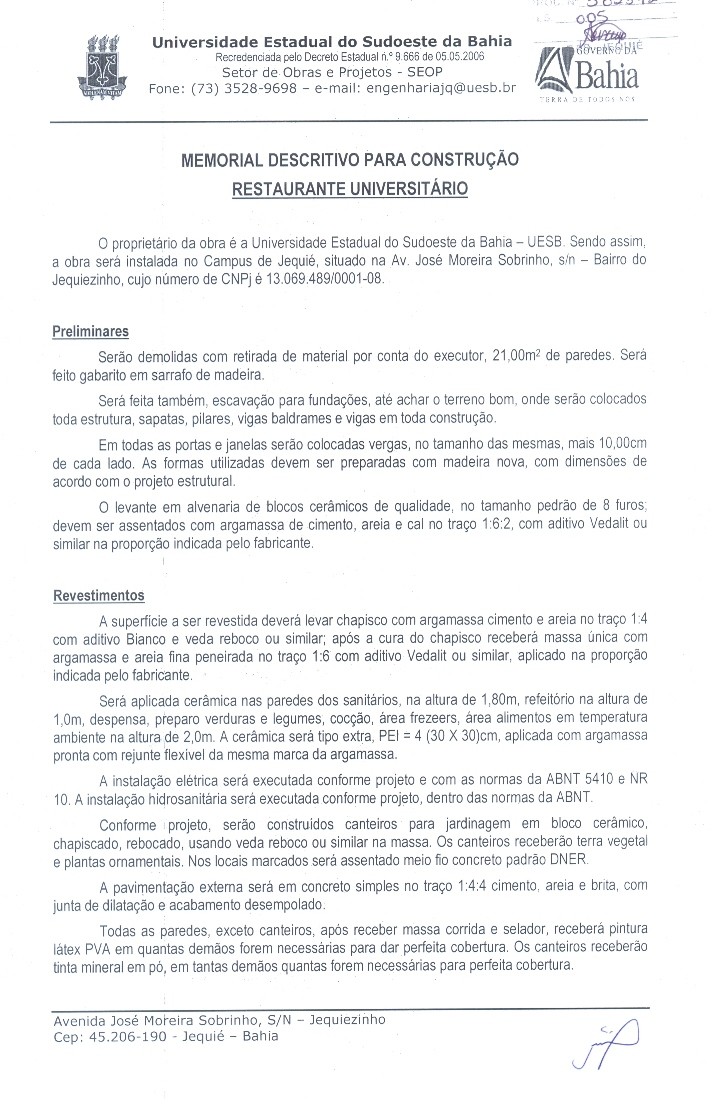 005
Universidade Estadual do Sudoeste da Bahia
Recredenciada pelo Decreto Estadual n.º 9.666 de 05.05.2006
Setor de Obras e Projetos - SEOP
Fone: (73) 3528-9698 – e-mail: engenhariajq@uesb.br
JEQUIÉ
GOVERNO DA
Bahia
TERRA DE TODOS NÓS
MEMORIAL DESCRITIVO PARA CONSTRUÇÃO
RESTAURANTE UNIVERSITÁRIO
O proprietário da obra é a Universidade Estadual do Sudoeste da Bahia – UESB. Sendo assim,
a obra será instalada no Campus de Jequié, situado na Av. José Moreira Sobrinho, s/n – Bairro do
Jequiezinho, cujo número de CNPj é 13.069.489/0001-08.
Preliminares
Serão demolidas com retirada de material por conta do executor, 21,00m² de paredes. Será
feito gabarito em sarrafo de madeira.
Será feita também, escavação para fundações, até achar o terreno bom, onde serão colocados
toda estrutura, sapatas, pilares, vigas baldrames e vigas em toda construção.
Em todas as portas e janelas serão colocadas vergas, no tamanho das mesmas, mais 10,00cm
de cada lado. As formas utilizadas devem ser preparadas com madeira nova, com dimensões de
acordo com o projeto estrutural.
O levante em alvenaria de blocos cerâmicos de qualidade, no tamanho pedrão de 8 furos;
devem ser assentados com argamassa de cimento, areia e cal no traço 1:6:2, com aditivo Vedalit ou
similar na proporção indicada pelo fabricante.
Revestimentos
A superfície a ser revestida deverá levar chapisco com argamassa cimento e areia no traço 1:4
com aditivo Bianco e veda reboco ou similar; após a cura do chapisco receberá massa única com
argamassa e areia fina peneirada no traço 1:6 com aditivo Vedalit ou similar, aplicado na proporção
indicada pelo fabricante.
Será aplicada cerâmica nas paredes dos sanitários, na altura de 1,80m, refeitório na altura de
1,0m, despensa, preparo verduras e legumes, cocção, área frezeers, área alimentos em temperatura
ambiente na altura de 2,0m. A cerâmica será tipo extra, PEI = 4 (30 X 30)cm, aplicada com argamassa
pronta com rejunte flexível da mesma marca da argamassa.
A instalação elétrica será executada conforme projeto e com as normas da ABNT 5410 e NR
10. A instalação hidrosanitária será executada conforme projeto, dentro das normas da ABNT.
Conforme projeto, serão construidos canteiros para jardinagem em bloco cerâmico,
chapiscado, rebocado, usando veda reboco ou similar na massa. Os canteiros receberão terra vegetal
e plantas ornamentais. Nos locais marcados será assentado meio fio concreto padrão DNER.
A pavimentação externa será em concreto simples no traço 1:4:4 cimento, areia e brita, com
junta de dilatação e acabamento desempolado.
Todas as paredes, exceto canteiros, após receber massa corrida e selador, receberá pintura
látex PVA em quantas demãos forem necessárias para dar perfeita cobertura. Os canteiros receberão
tinta mineral em pó, em tantas demãos quantas forem necessárias para perfeita cobertura.
Avenida José Moreira Sobrinho, S/N – Jequiezinho
Cep: 45.206-190 - Jequié – Bahia